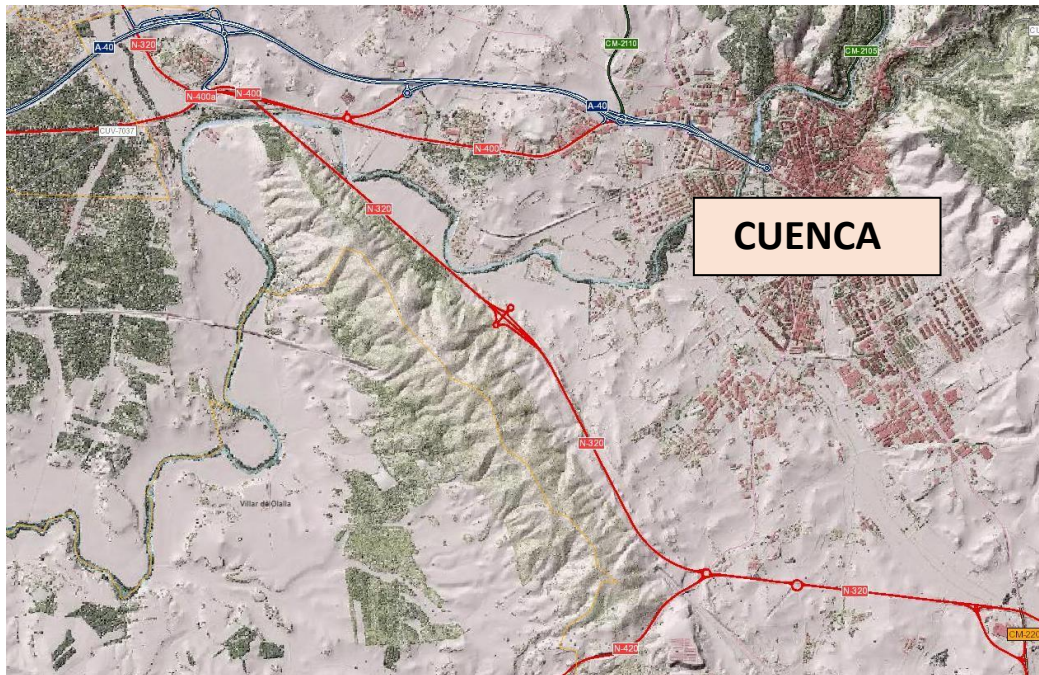 CM-2110
CM-2105
N-320
A-40
N-400a
N-400
A-40
CUV-7037
N-400
N-320
CUENCA
N-320
Villar de Olalla
N-320
N-420
CM-220